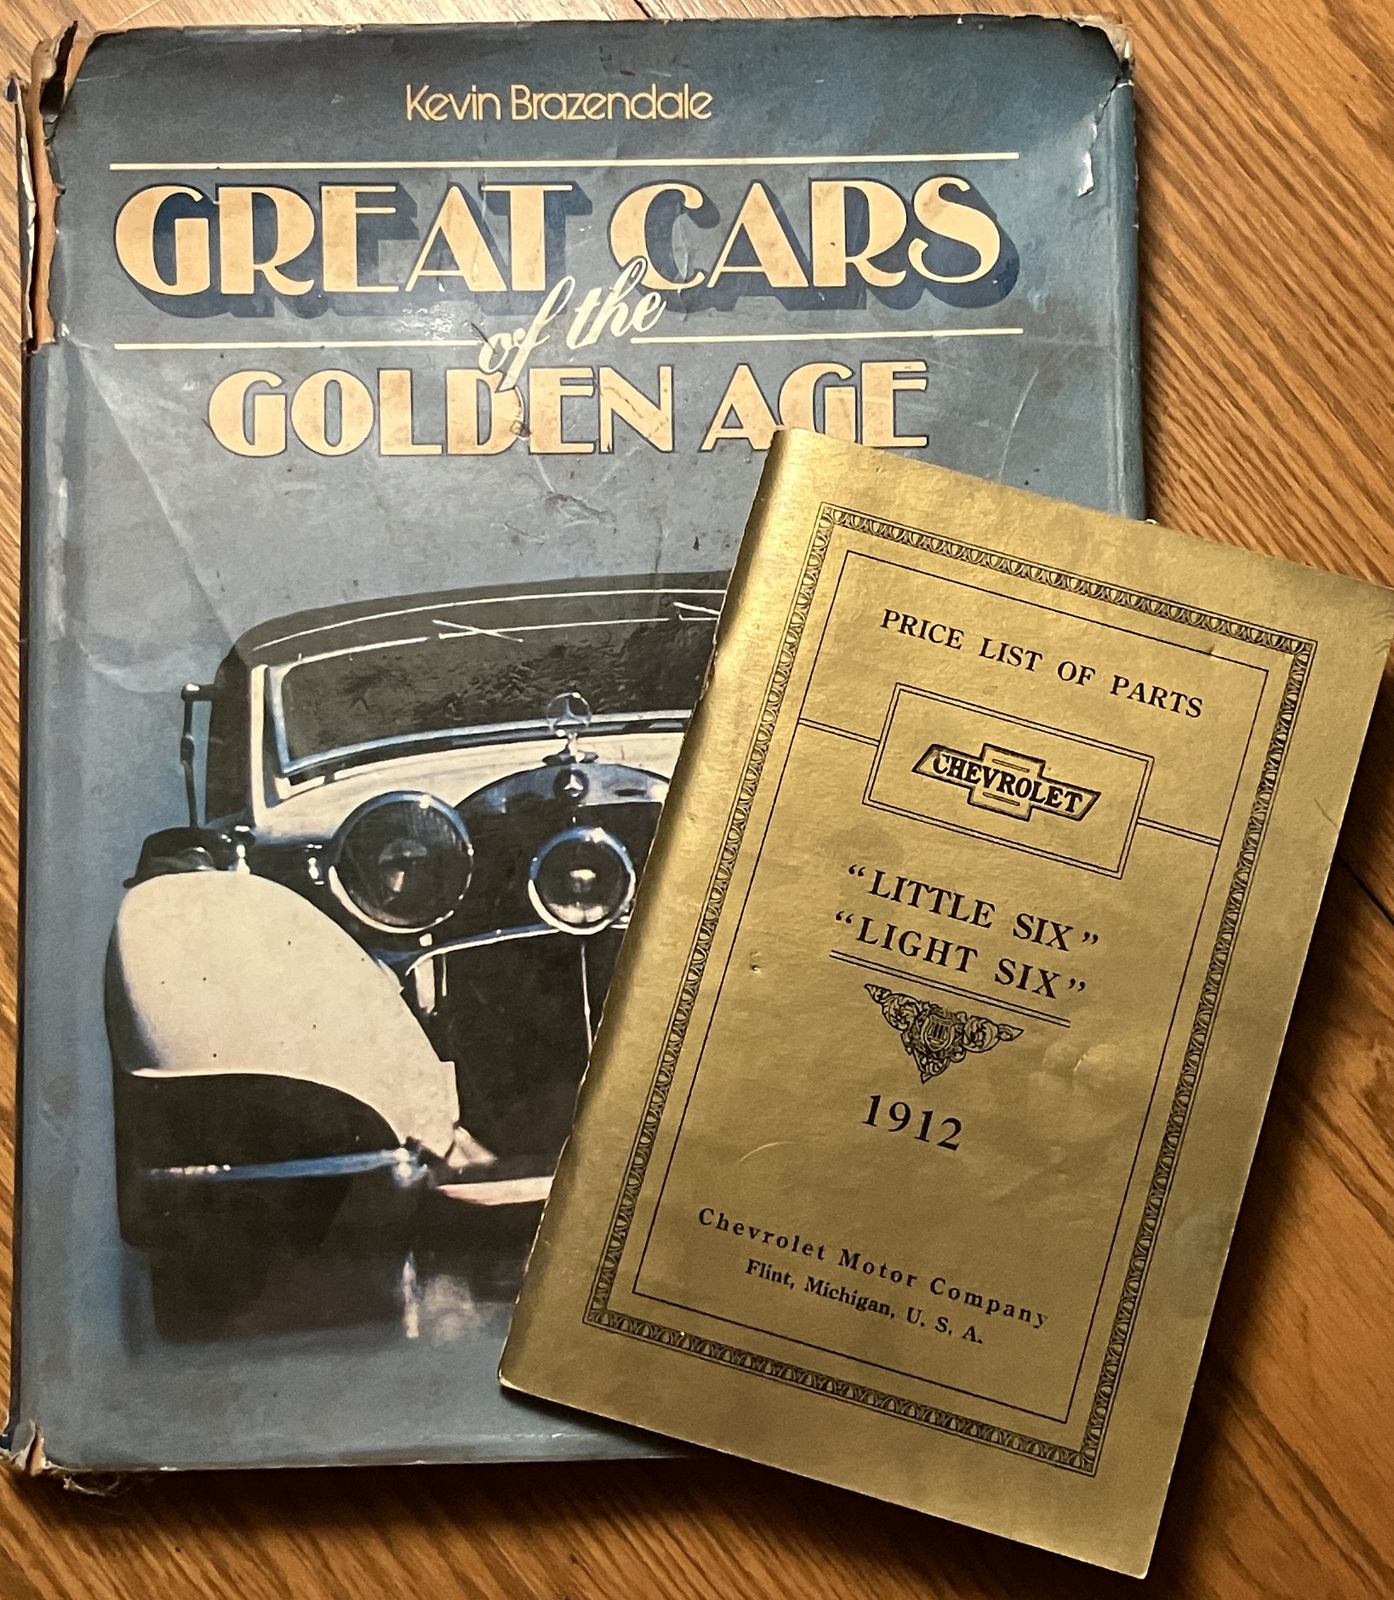 Kevin Brazendale
GREAT CARS
of the
GOLDEN AGE
PRICE LIST OF PARTS
CHEVROLET
“LITTLE SIX”
“LIGHT SIX”
1912
Chevrolet Motor Company
Flint, Michigan, U. S. A.